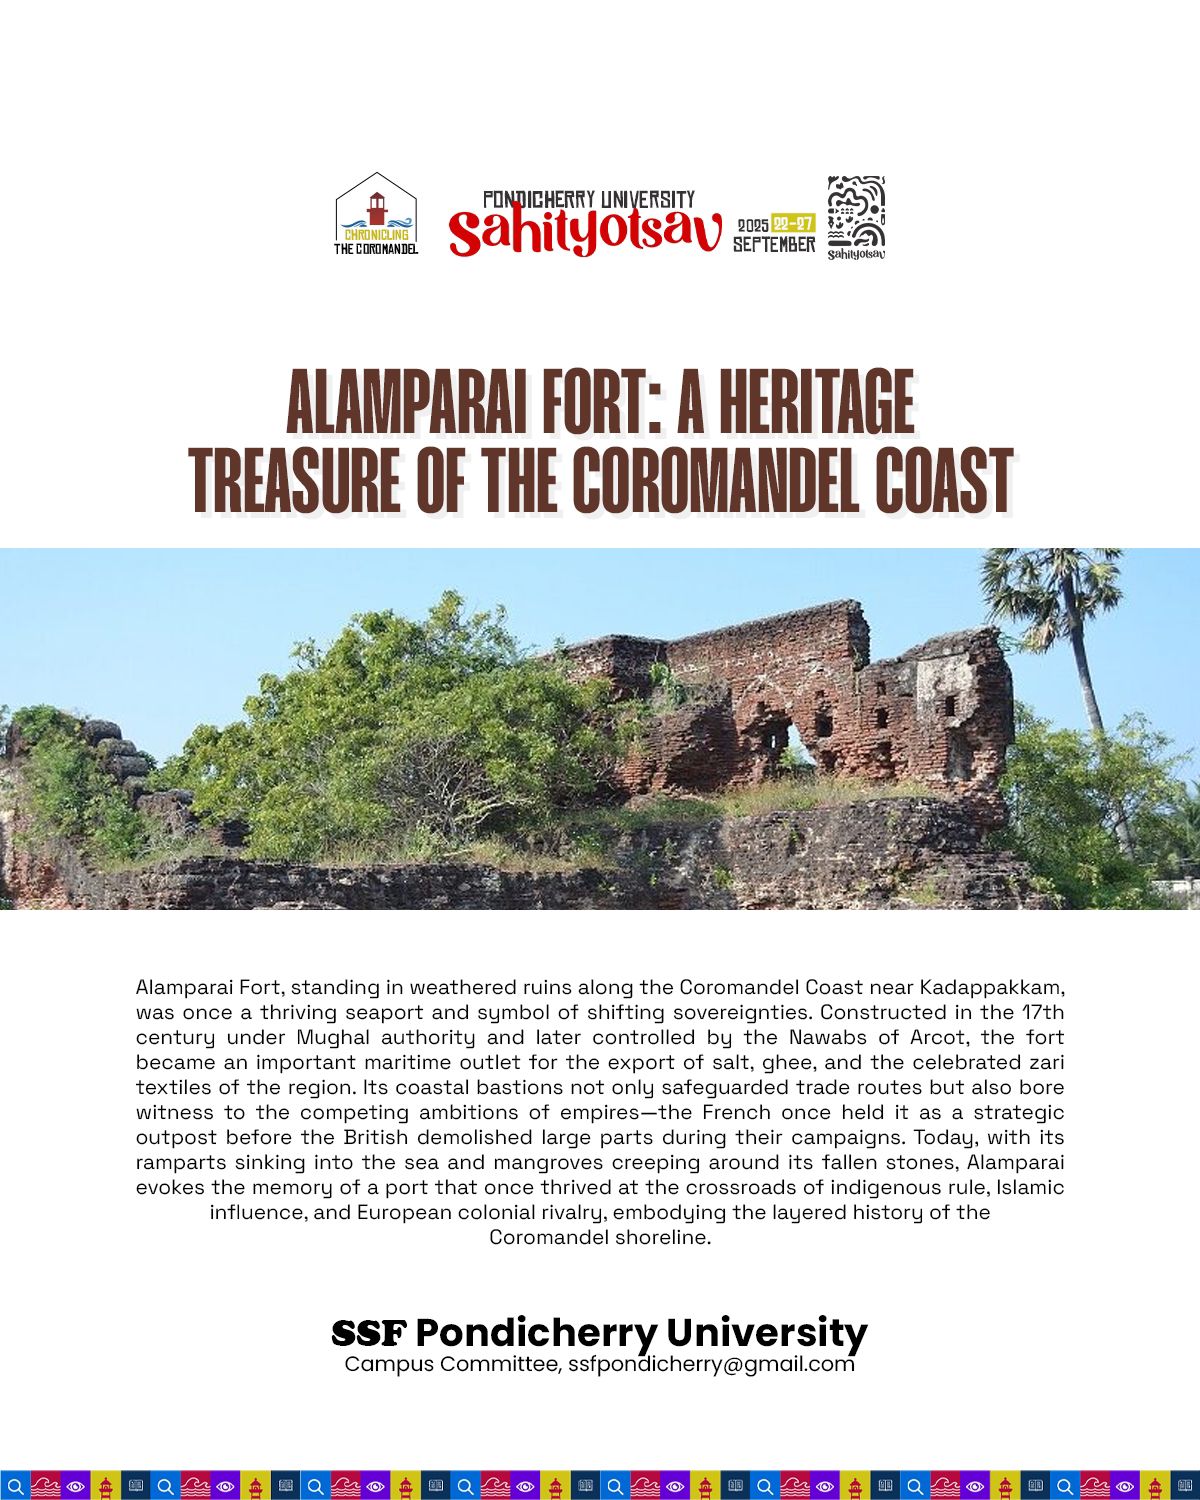 CHRONICLING
THE COROMANDEL
PONDICHERRY UNIVERSITY
Sahityotsav
2025 22-27
SEPTEMBER
Sahityotsav
ALAMPARAI FORT: A HERITAGE
TREASURE OF THE COROMANDEL COAST
Alamparai Fort, standing in weathered ruins along the Coromandel Coast near Kadappakkam,
was once a thriving seaport and symbol of shifting sovereignties. Constructed in the 17th
century under Mughal authority and later controlled by the Nawabs of Arcot, the fort
became an important maritime outlet for the export of salt, ghee, and the celebrated zari
textiles of the region. Its coastal bastions not only safeguarded trade routes but also bore
witness to the competing ambitions of empires—the French once held it as a strategic
outpost before the British demolished large parts during their campaigns. Today, with its
ramparts sinking into the sea and mangroves creeping around its fallen stones, Alamparai
evokes the memory of a port that once thrived at the crossroads of indigenous rule, Islamic
influence, and European colonial rivalry, embodying the layered history of the
Coromandel shoreline.
SSF Pondicherry University
Campus Committee, ssfpondicherry@gmail.com